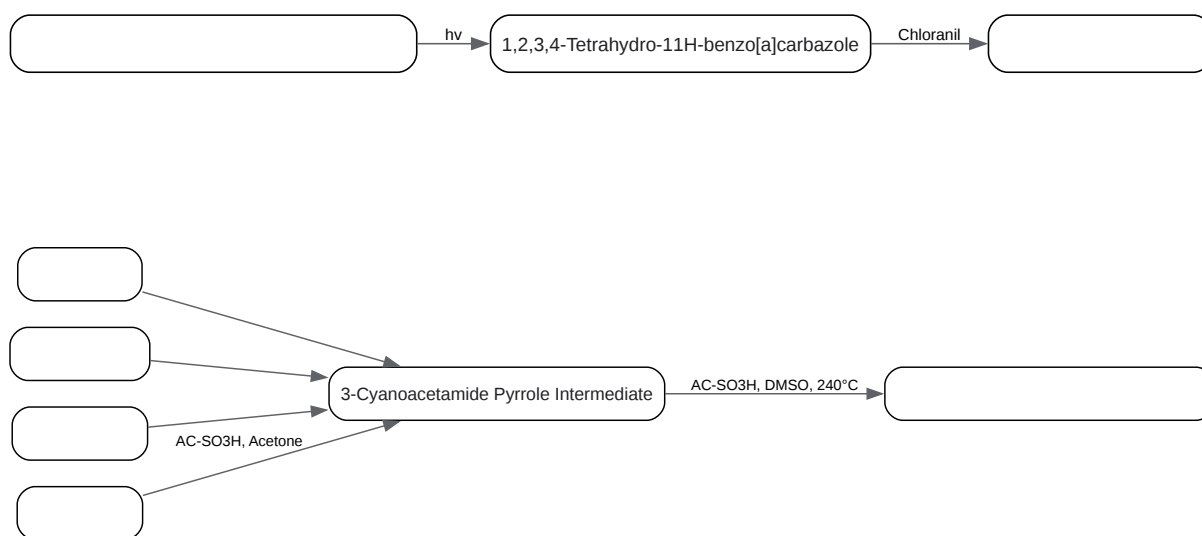 hv
1,2,3,4-Tetrahydro-11H-benzo[a]carbazole
Chloranil
3-Cyanoacetamide Pyrrole Intermediate
AC-SO3H, DMSO, 240°C
AC-SO3H, Acetone